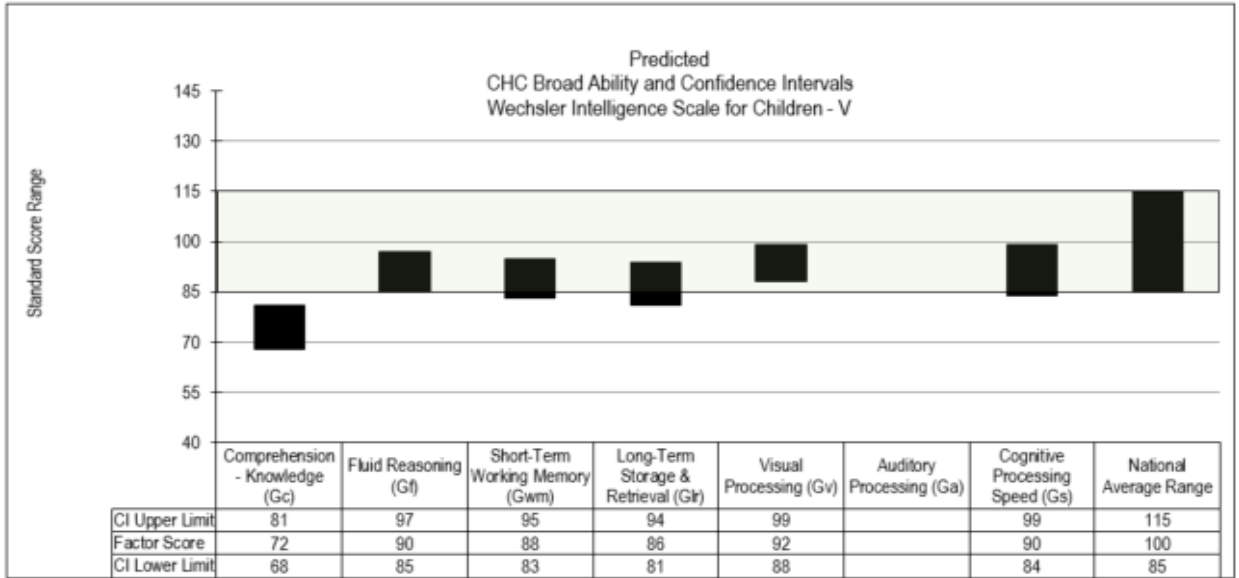 Predicted
CHC Broad Ability and Confidence Intervals
Wechsler Intelligence Scale for Children - V
Standard Score Range
145
130
115
100
85
70
55
40
Comprehension - Knowledge (Gc)
Fluid Reasoning (Gf)
Short-Term Working Memory (Gwm)
Long-Term Storage & Retrieval (Glr)
Visual Processing (Gv)
Auditory Processing (Ga)
Cognitive Processing Speed (Gs)
National Average Range
CI Upper Limit 81 97 95 94 99 99 115
Factor Score 72 90 88 86 92 90 100
CI Lower Limit 68 85 83 81 88 84 85